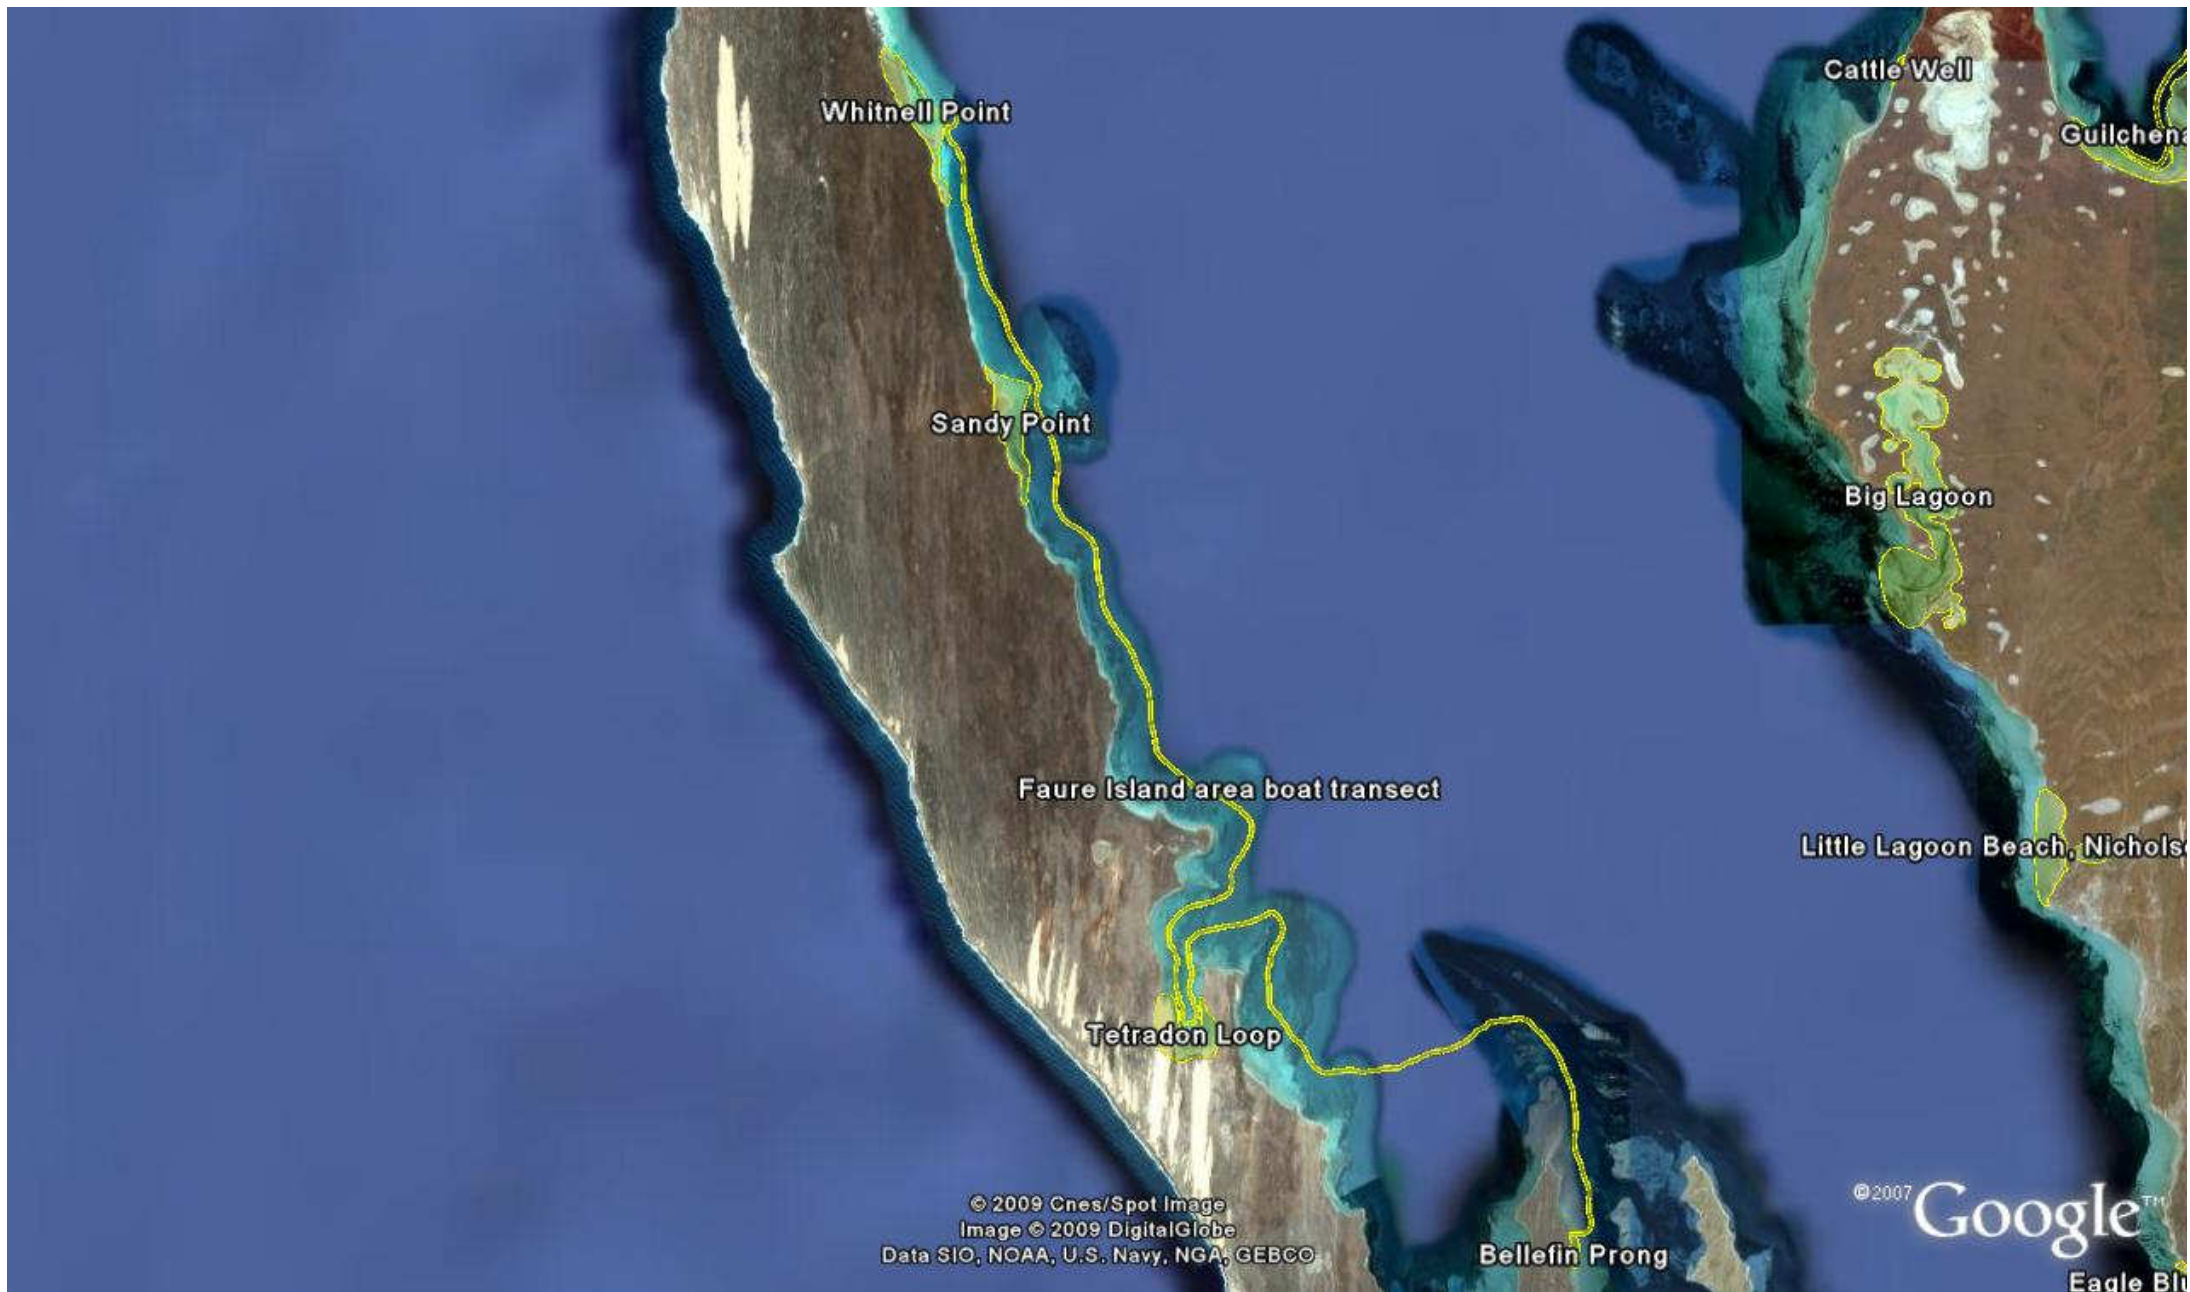 Cattle Well
Whitnell Point
Guilchena
Sandy Point
Big Lagoon
Faure Island area boat transect
Little Lagoon Beach, Nichols
Tetradon Loop
©2007 Google™
© 2009 Cnes/Spot Image
Image © 2009 DigitalGlobe
Data SIO, NOAA, U.S. Navy, NGA, GEBCO
Bellefin Prong
Eagle Blu